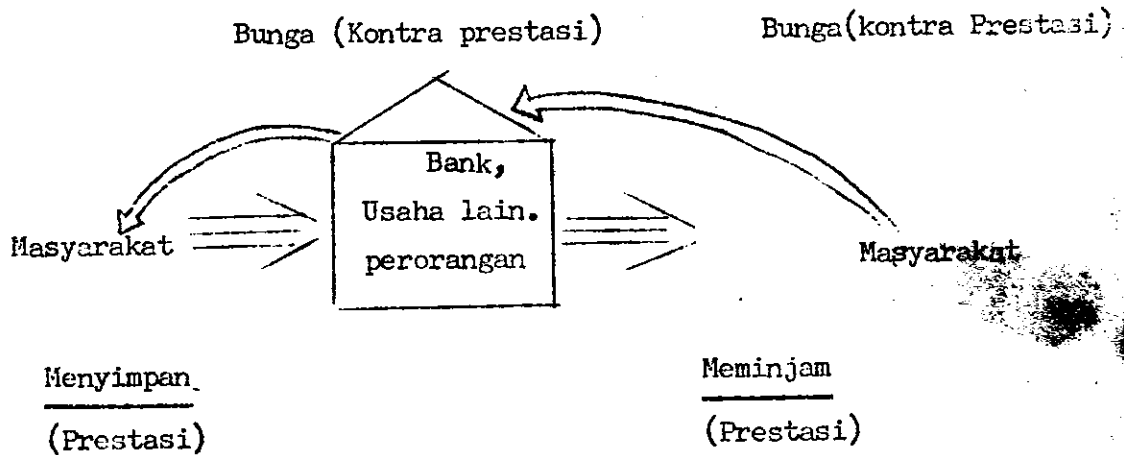 Bunga (Kontra prestasi)
Bunga(kontra Prestasi)
Bank,
Usaha lain.
perorangan
Masyarakat
Masyarakat
Menyimpan
(Prestasi)
Meminjam
(Prestasi)